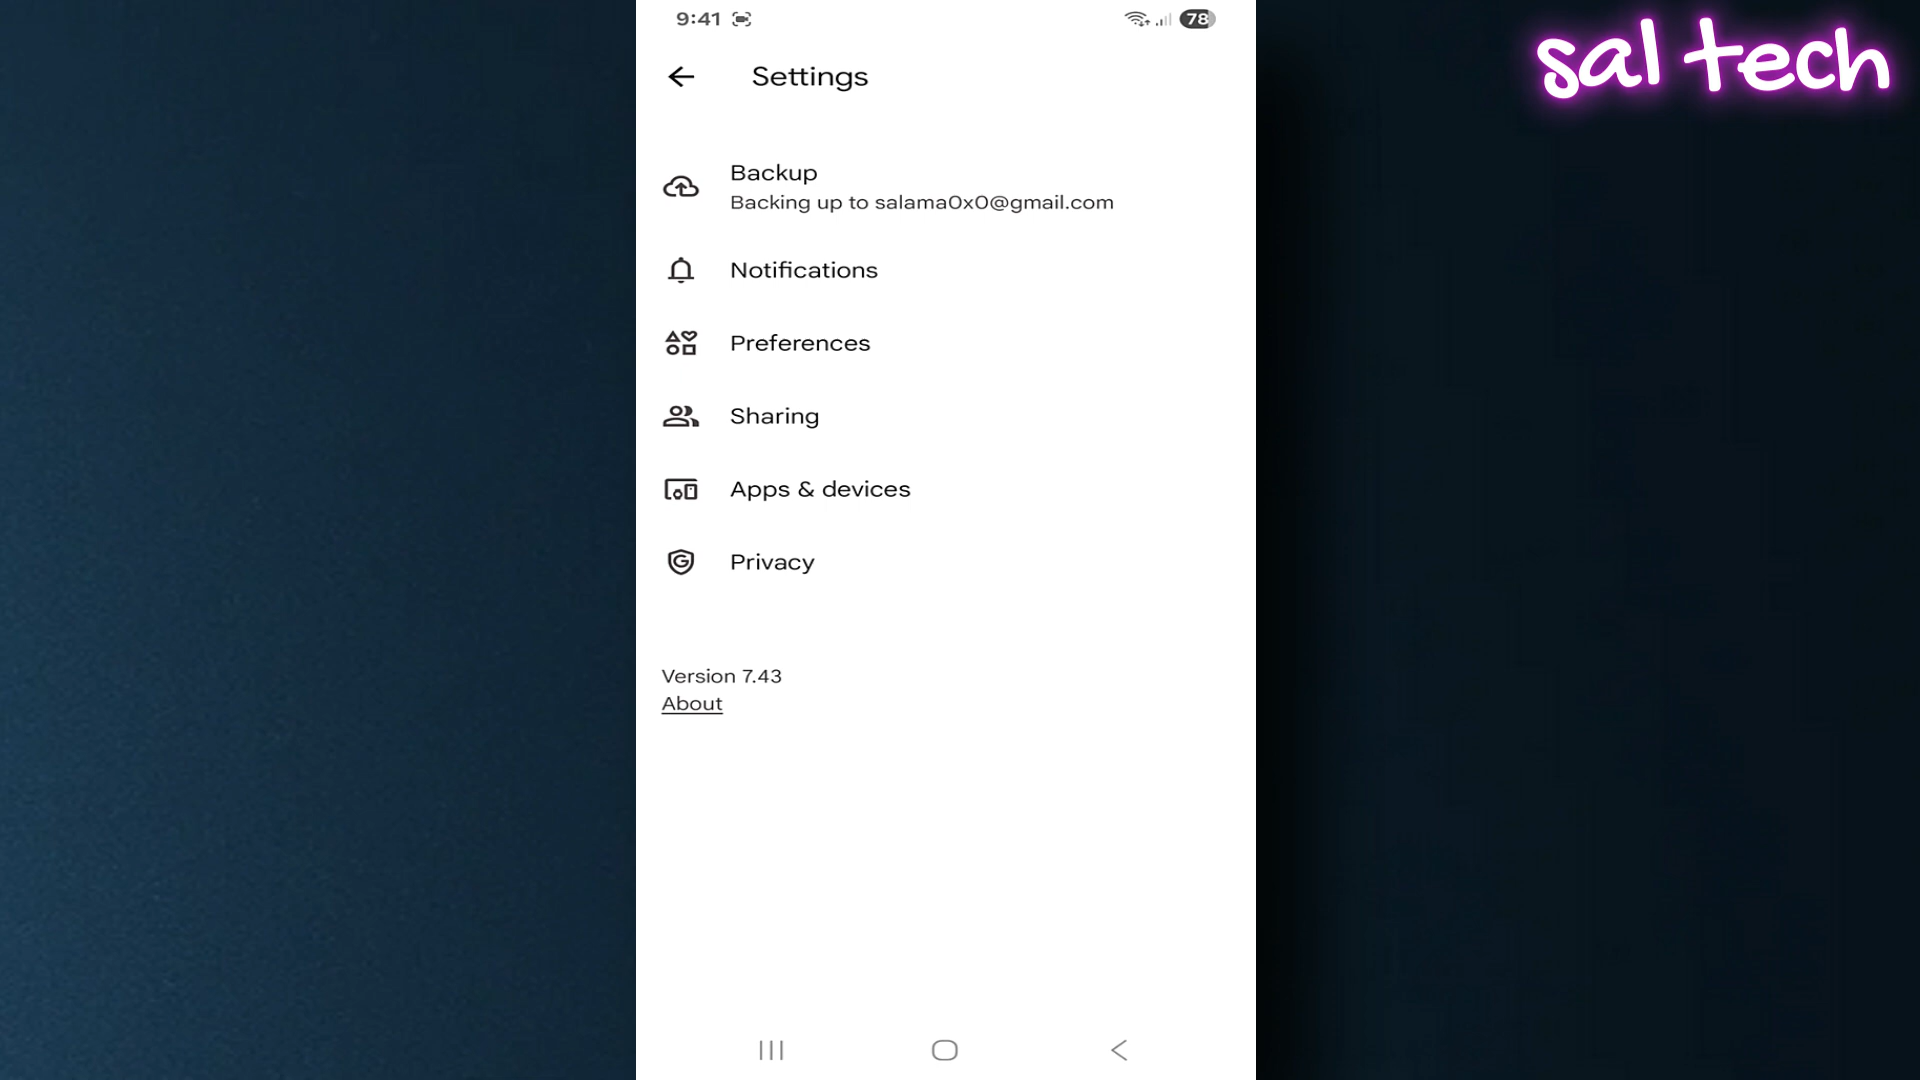 9:41
78
sal tech
Settings
Backup
Backing up to salama0x0@gmail.com
Notifications
Preferences
Sharing
Apps & devices
Privacy
Version 7.43
About